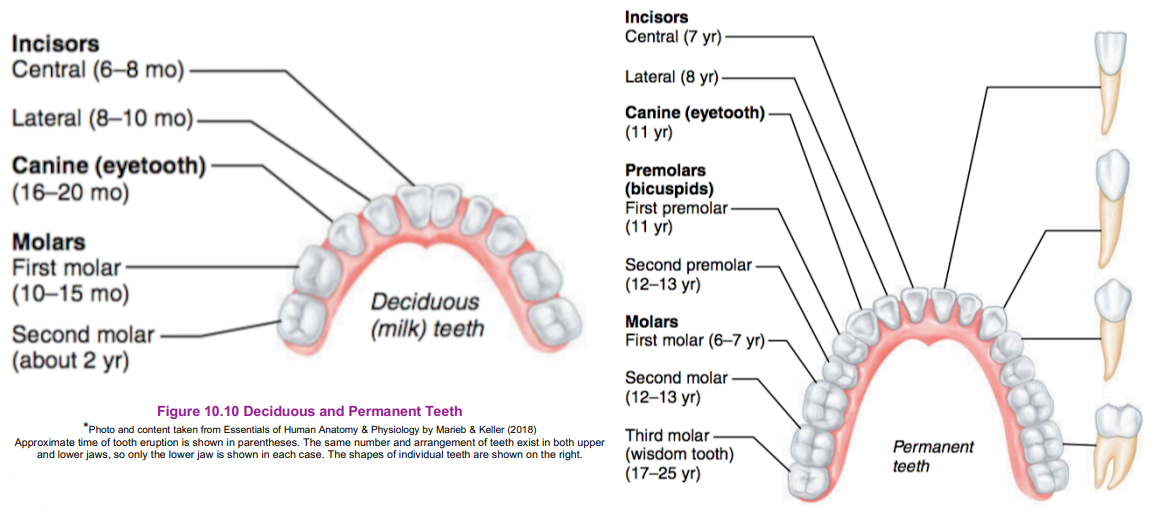 Incisors
Central (6–8 mo)
Lateral (8–10 mo)
Canine (eyetooth)
(16–20 mo)
Molars
First molar
(10–15 mo)
Second molar
(about 2 yr)
Deciduous
(milk) teeth
Figure 10.10 Deciduous and Permanent Teeth
*Photo and content taken from Essentials of Human Anatomy & Physiology by Marieb & Keller (2018)
Approximate time of tooth eruption is shown in parentheses. The same number and arrangement of teeth exist in both upper
and lower jaws, so only the lower jaw is shown in each case. The shapes of individual teeth are shown on the right.
Incisors
Central (7 yr)
Lateral (8 yr)
Canine (eyetooth)
(11 yr)
Premolars
(bicuspids)
First premolar
(11 yr)
Second premolar
(12–13 yr)
Molars
First molar (6–7 yr)
Second molar
(12–13 yr)
Third molar
(wisdom tooth)
(17–25 yr)
Permanent
teeth